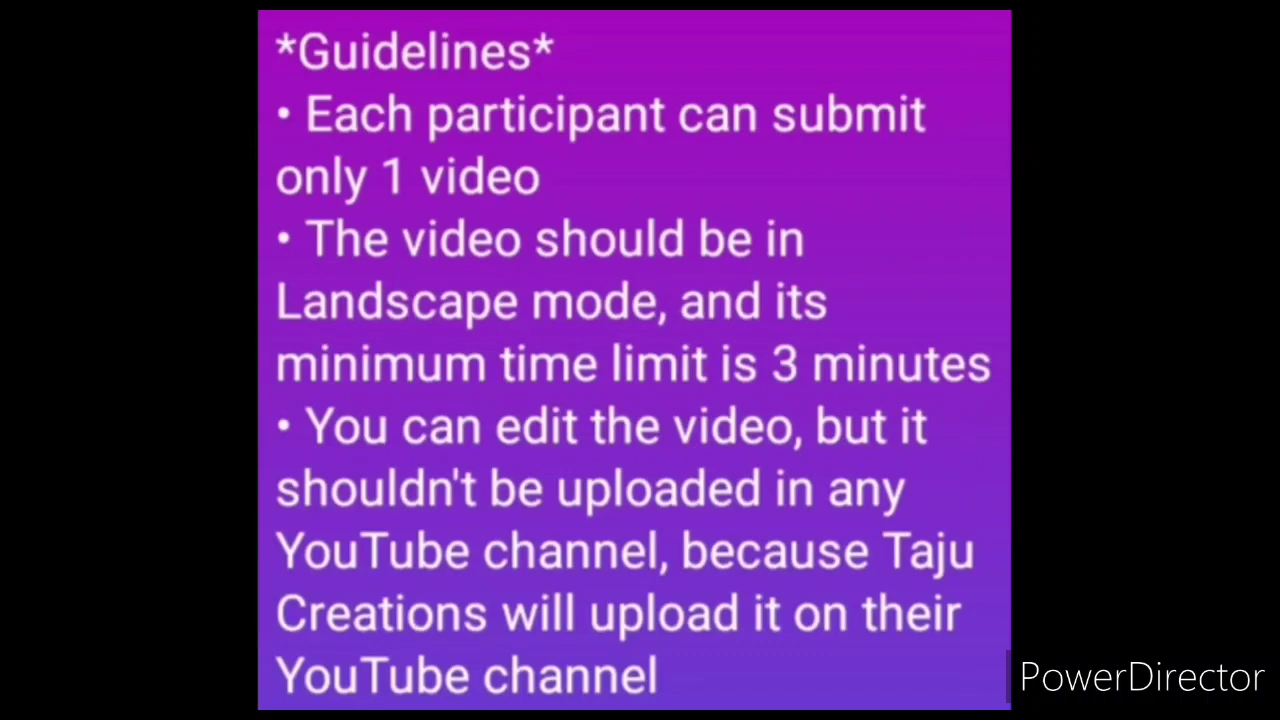 *Guidelines*
• Each participant can submit
only 1 video
• The video should be in
Landscape mode, and its
minimum time limit is 3 minutes
• You can edit the video, but it
shouldn't be uploaded in any
YouTube channel, because Taju
Creations will upload it on their
YouTube channel
PowerDirector